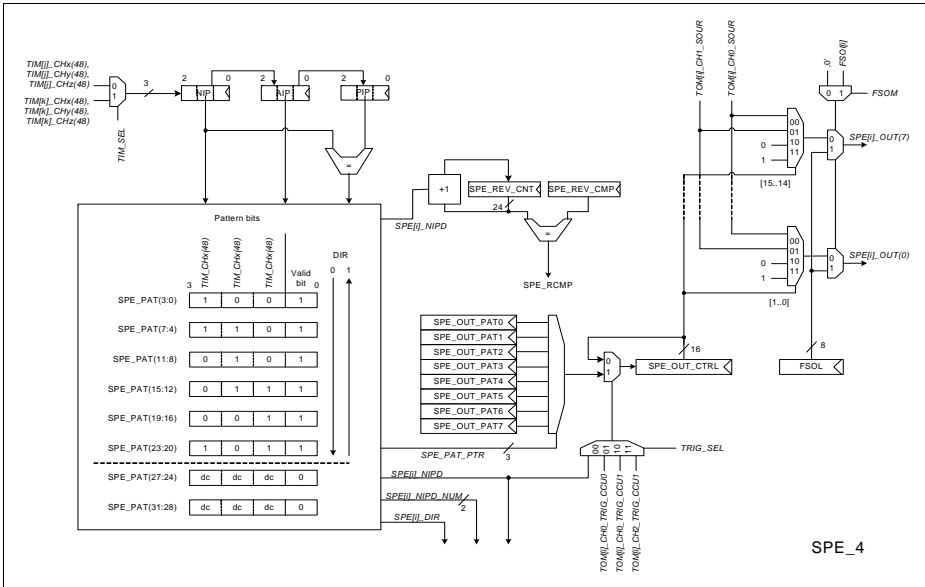 TIM[j]_CHx(48),
TIM[j]_CHy(48),
TIM[j]_CHz(48)
TIM[k]_CHx(48),
TIM[k]_CHy(48),
TIM[k]_CHz(48)
0
1
TIM_SEL
3
2 0 2 0 2 0
NIP AIP PIP
=
TOM[i]_CH1_SOUR
TOM[i]_CH0_SOUR
'0'
FSOI[i]
0 1
FSOM
00
01
10
11
0
1
0
1
SPE[i]_OUT(7)
[15..14]
+1
SPE_REV_CNT
SPE_REV_CMP
24
=
SPE[i]_NIPD
SPE_RCMP
00
01
10
11
0
1
0
1
SPE[i]_OUT(0)
[1..0]
Pattern bits
TIM_CHx(48)
TIM_CHx(48)
TIM_CHx(48)
Valid
bit
3 0
DIR
0 1
SPE_PAT(3:0) 1 0 0 1
SPE_PAT(7:4) 1 1 0 1
SPE_PAT(11:8) 0 1 0 1
SPE_PAT(15:12) 0 1 1 1
SPE_PAT(19:16) 0 0 1 1
SPE_PAT(23:20) 1 0 1 1
SPE_PAT(27:24) dc dc dc 0
SPE_PAT(31:28) dc dc dc 0
SPE_OUT_PAT0
SPE_OUT_PAT1
SPE_OUT_PAT2
SPE_OUT_PAT3
SPE_OUT_PAT4
SPE_OUT_PAT5
SPE_OUT_PAT6
SPE_OUT_PAT7
0
1
16
SPE_OUT_CTRL
8
FSOL
SPE_PAT_PTR
3
00 01 10 11
TRIG_SEL
SPE[i]_NIPD
SPE[i]_NIPD_NUM
2
SPE[i]_DIR
TOM[i]_CH0_TRIG_CCU0
TOM[i]_CH0_TRIG_CCU1
TOM[i]_CH1_TRIG_CCU1
TOM[i]_CH2_TRIG_CCU1
SPE_4